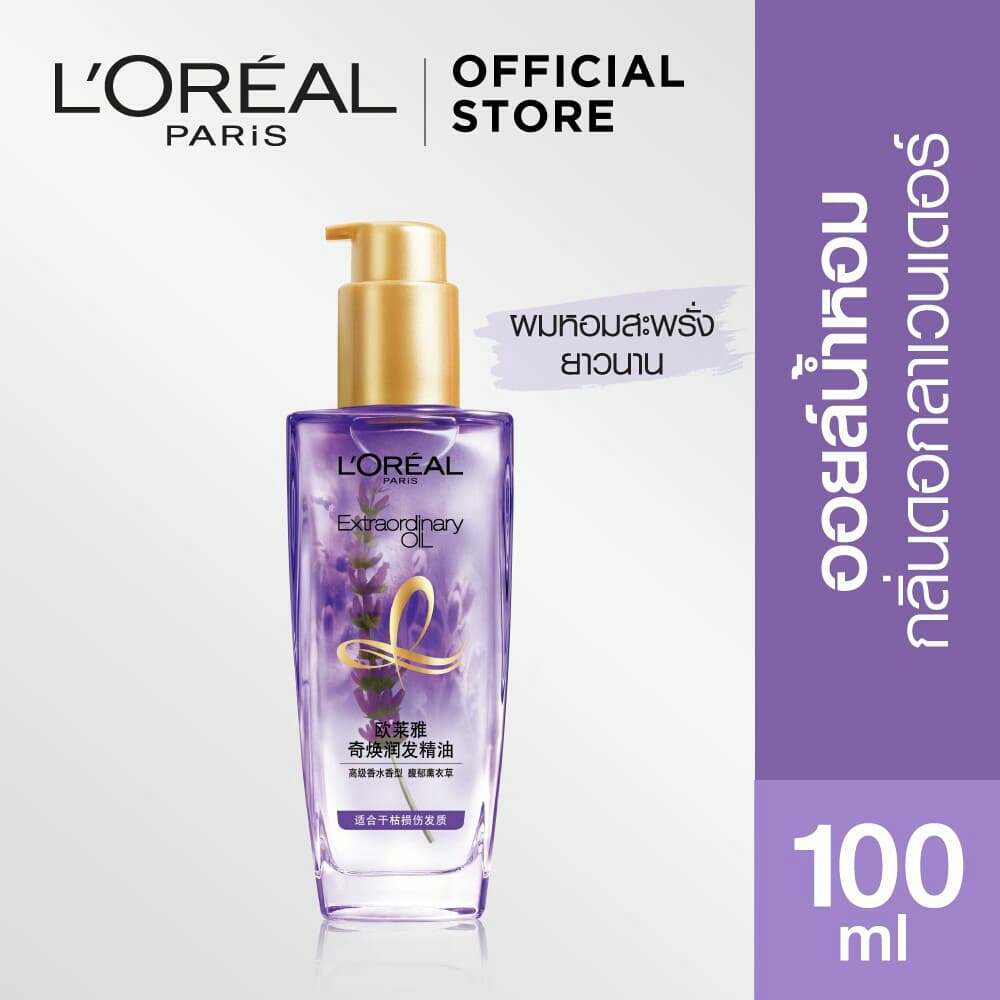 L'ORÉAL
PARiS
OFFICIAL
STORE
ผมหอมสะพรั่ง
ยาวนาน
L'ORÉAL
PARiS
Extraordinary
OIL
欧莱雅
奇焕润发精油
高级香水香型 馥郁薰衣草
适合干枯损伤发质
ออยล์น้ำหอม
กลิ่นดอกลาเวนเดอร์
100
ml